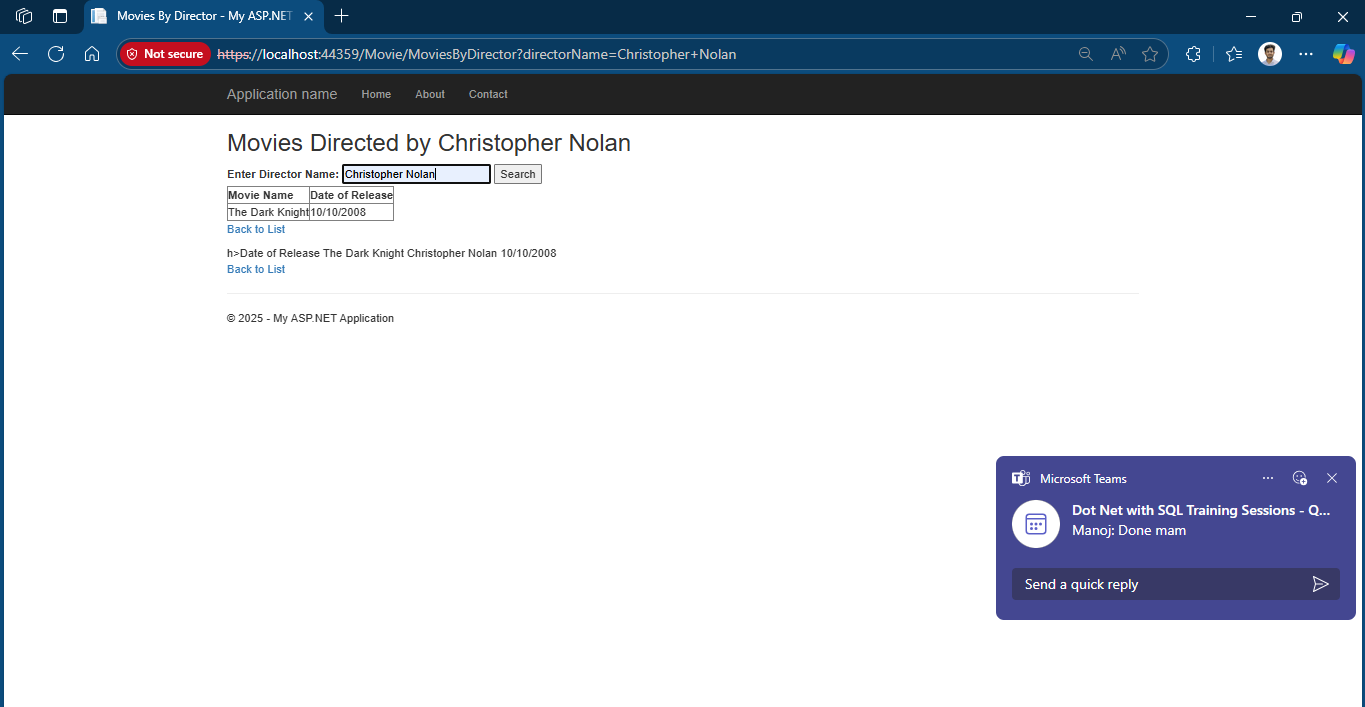 Movies By Director - My ASP.NET
Not secure https://localhost:44359/Movie/MoviesByDirector?directorName=Christopher+Nolan
Application name Home About Contact
Movies Directed by Christopher Nolan
Enter Director Name: Christopher Nolan Search
Movie Name Date of Release
The Dark Knight 10/10/2008
Back to List
h>Date of Release The Dark Knight Christopher Nolan 10/10/2008
Back to List
© 2025 - My ASP.NET Application
Microsoft Teams
Dot Net with SQL Training Sessions - Q...
Manoj: Done mam
Send a quick reply